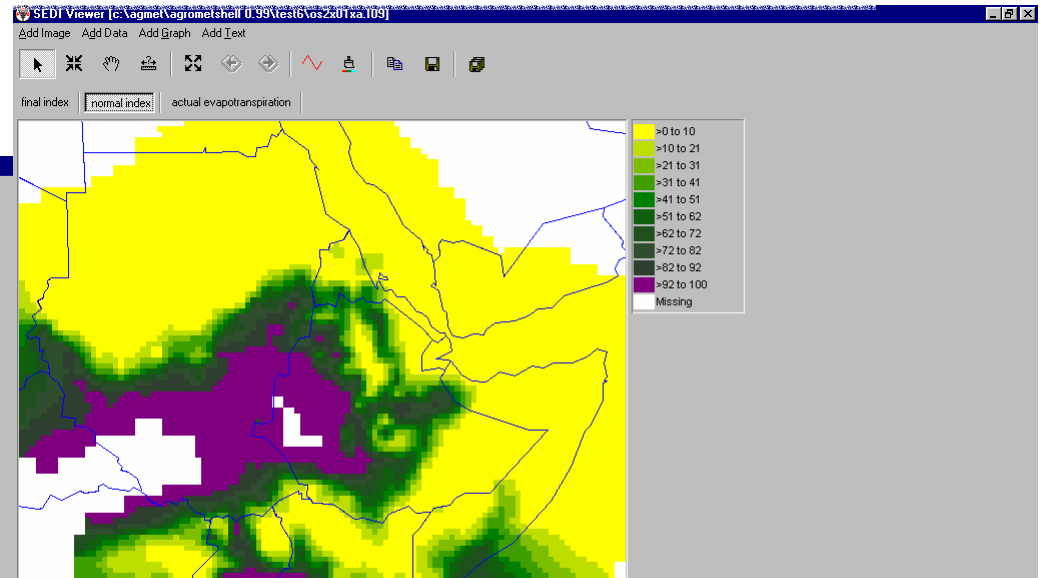 SEDI Viewer [c:\agmet\agrometshell 0.99\test6\os2x01xa.109]
Add Image Add Data Add Graph Add Text
final index normal index actual evapotranspiration
>0 to 10
>10 to 21
>21 to 31
>31 to 41
>41 to 51
>51 to 62
>62 to 72
>72 to 82
>82 to 92
>92 to 100
Missing